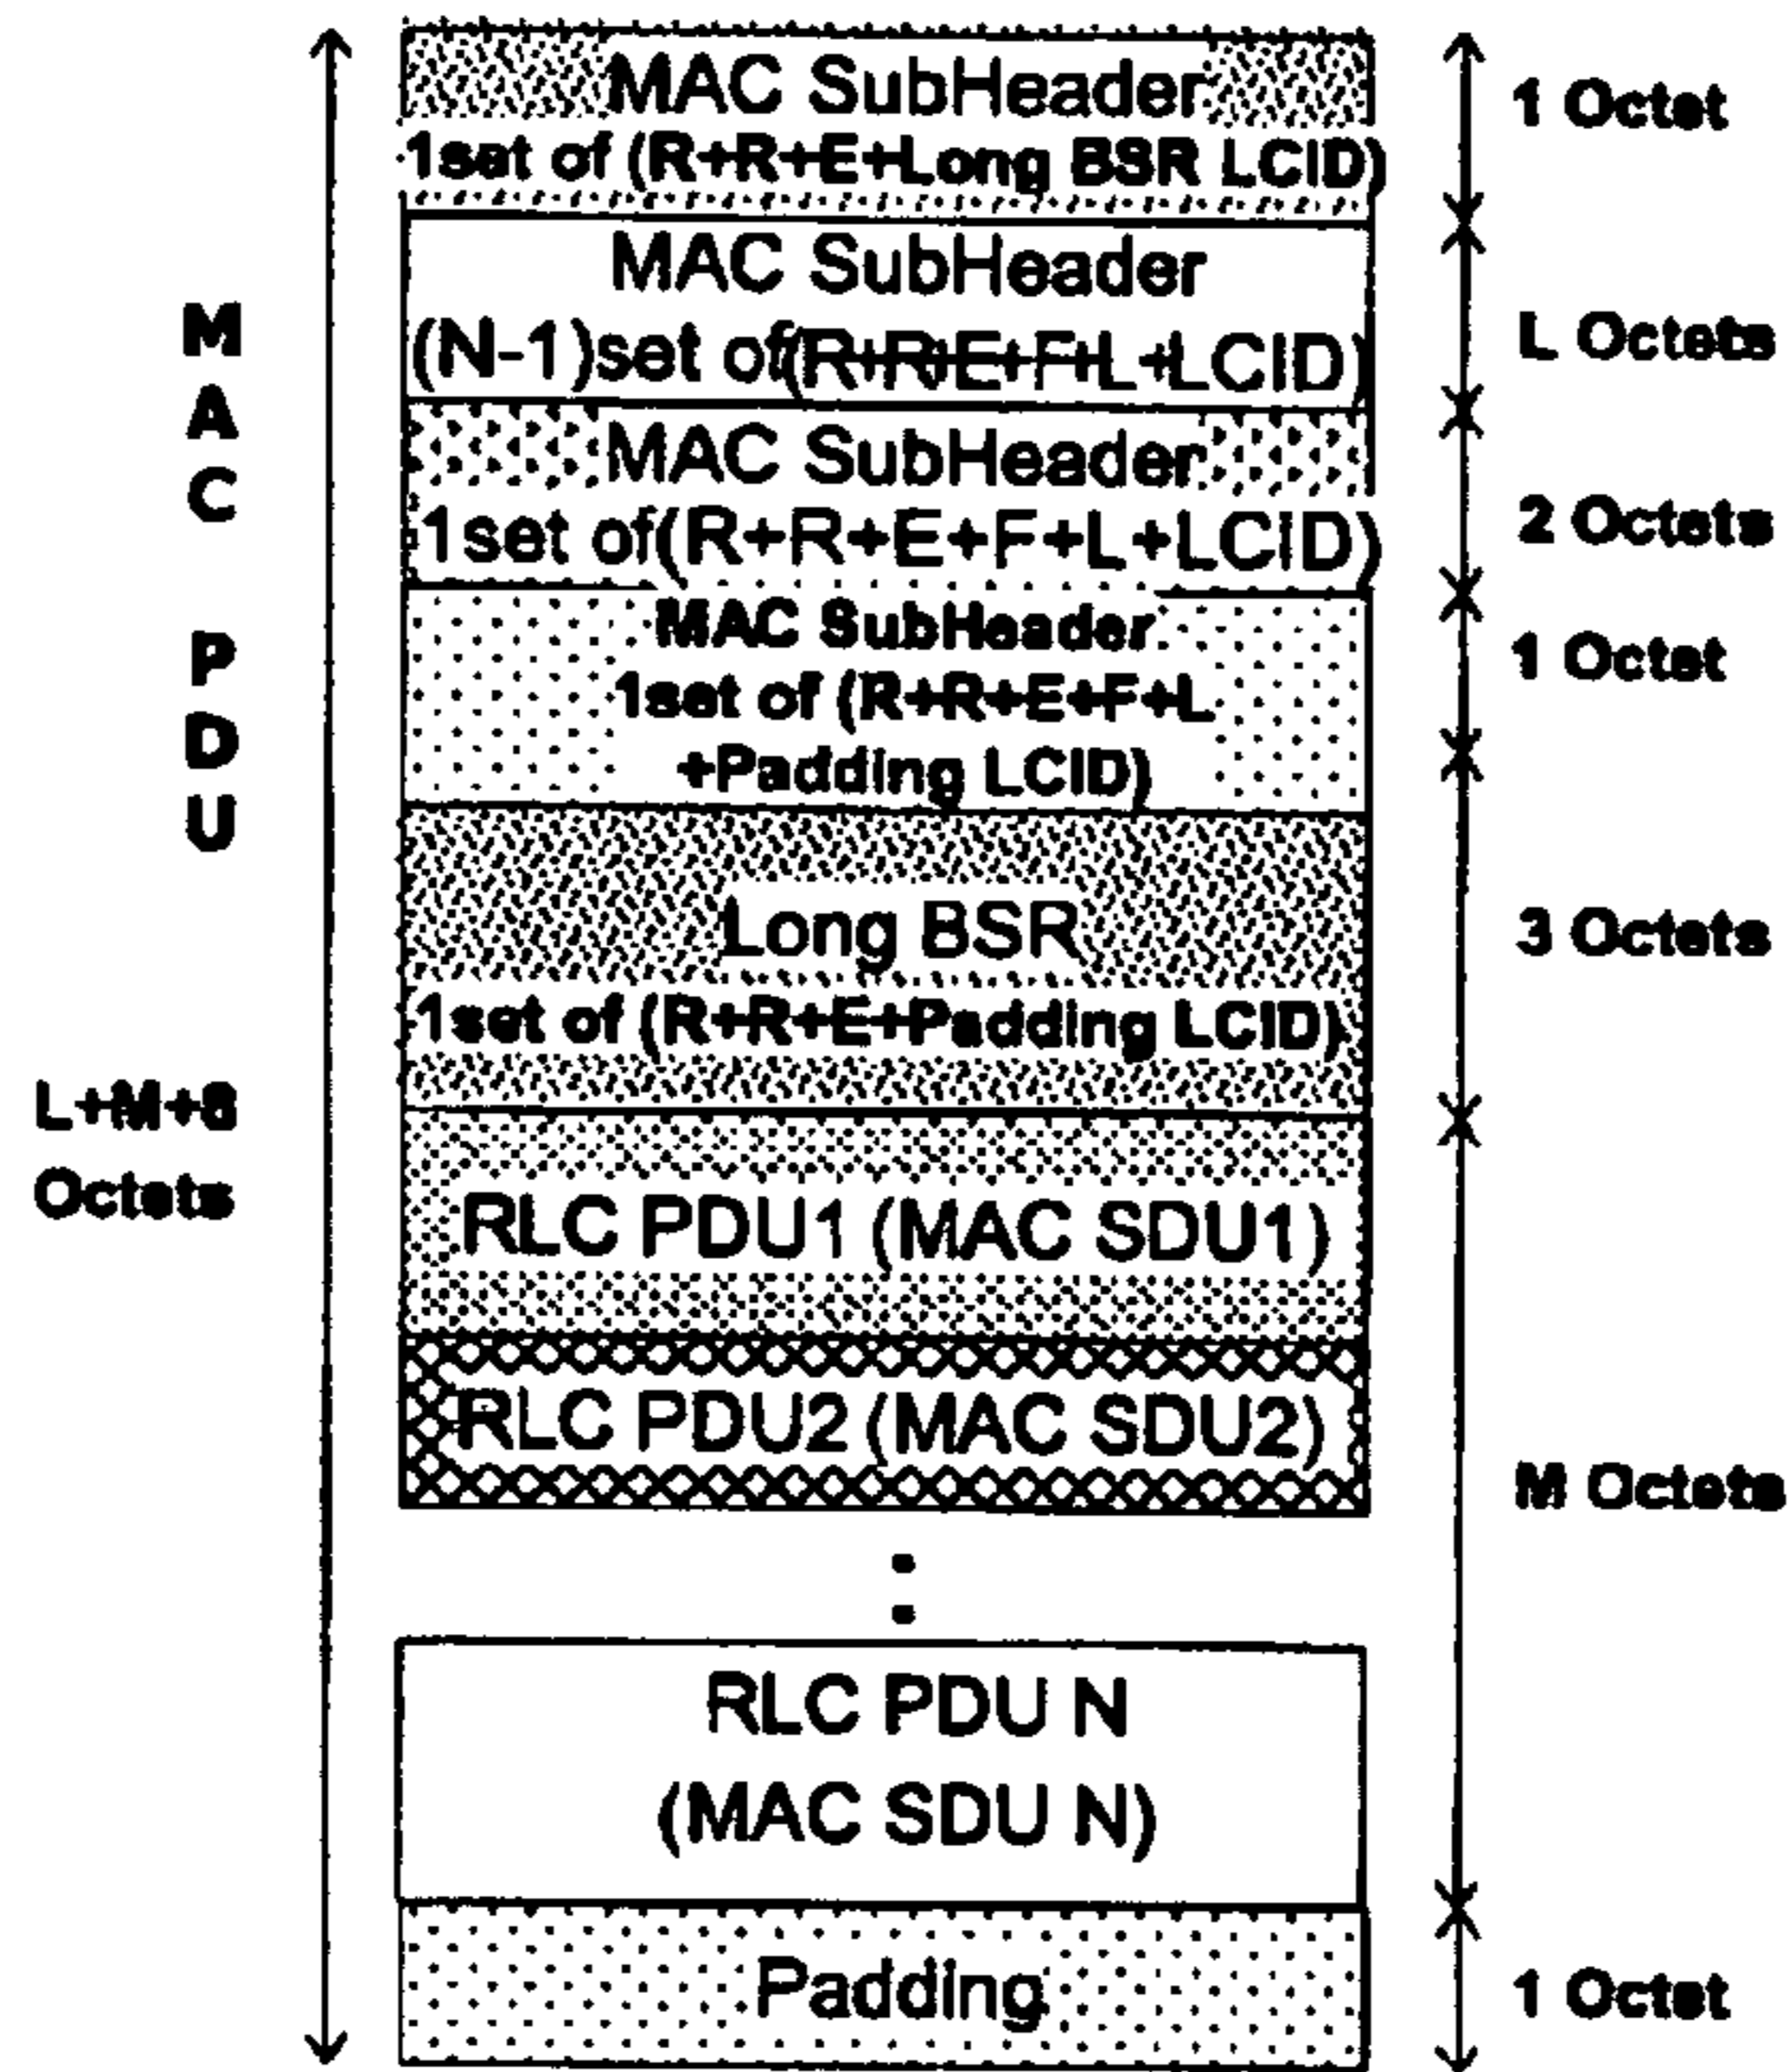 MAC SubHeader
1set of (R+R+E+Long BSR LCID)
1 Octet
MAC SubHeader
(N-1)set of(R+R+E+F+L+LCID)
L Octets
MAC SubHeader
1set of(R+R+E+F+L+LCID)
2 Octets
MAC SubHeader
1set of (R+R+E+F+L
+Padding LCID)
1 Octet
MAC PDU
Long BSR
1set of (R+R+E+Padding LCID)
3 Octets
L+M+8
Octets
RLC PDU1 (MAC SDU1)
RLC PDU2 (MAC SDU2)
:
M Octets
RLC PDU N
(MAC SDU N)
Padding
1 Octet